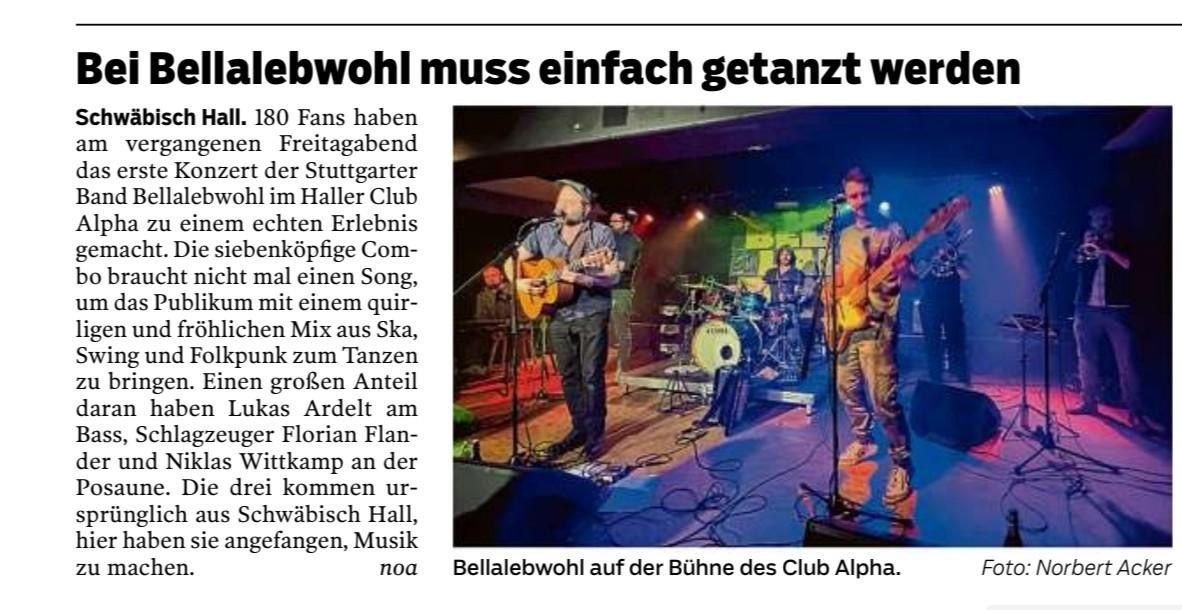 Bei Bellalebwohl muss einfach getanzt werden
Schwäbisch Hall. 180 Fans haben
am vergangenen Freitagabend
das erste Konzert der Stuttgarter
Band Bellalebwohl im Haller Club
Alpha zu einem echten Erlebnis
gemacht. Die siebenköpfige Com-
bo braucht nicht mal einen Song,
um das Publikum mit einem quir-
ligen und fröhlichen Mix aus Ska,
Swing und Folkpunk zum Tanzen
zu bringen. Einen großen Anteil
daran haben Lukas Ardelt am
Bass, Schlagzeuger Florian Flan-
der und Niklas Wittkamp an der
Posaune. Die drei kommen ur-
sprünglich aus Schwäbisch Hall,
hier haben sie angefangen, Musik
zu machen. noa
Bellalebwohl auf der Bühne des Club Alpha. Foto: Norbert Acker